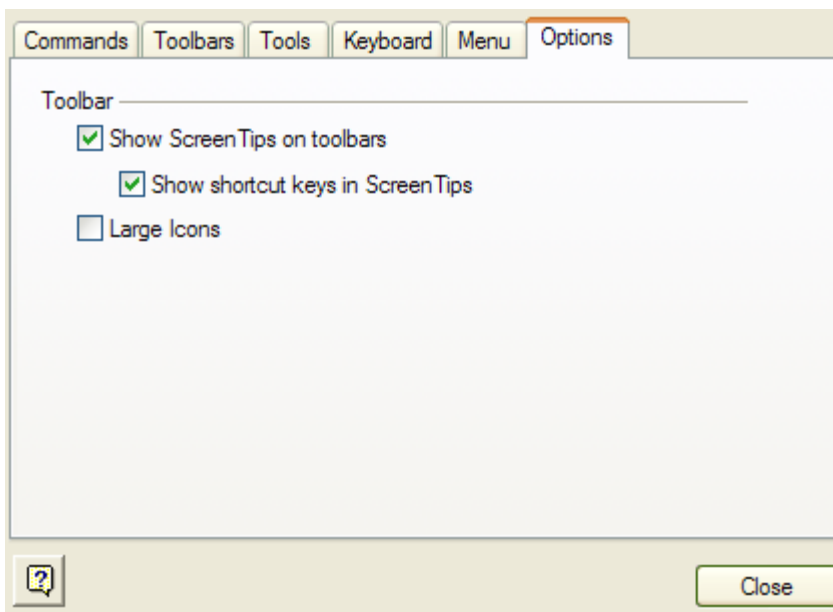 Commands Toolbars Tools Keyboard Menu Options
Toolbar
Show ScreenTips on toolbars
Show shortcut keys in ScreenTips
Large Icons
?
Close